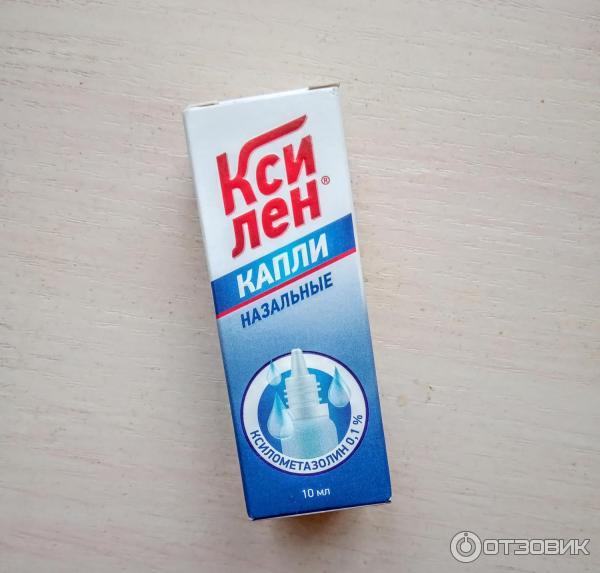 Кси
лен®
КАПЛИ
НАЗАЛЬНЫЕ
КСИЛОМЕТАЗОЛИН 0,1 %
10 мл
ОТЗОВИК